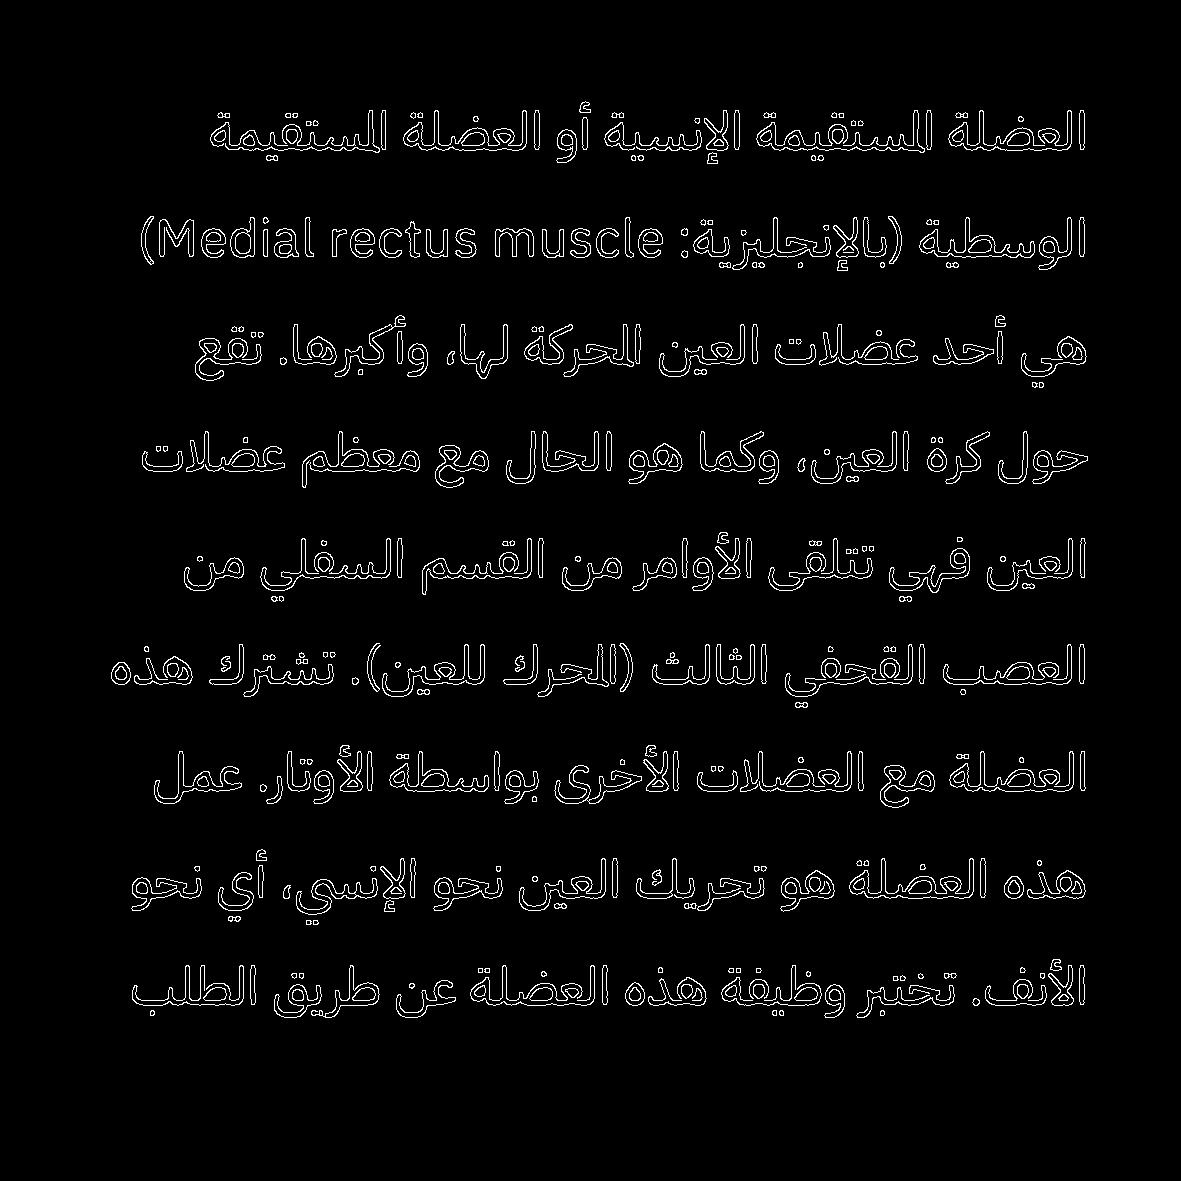 العضلة المستقيمة الإنسية أو العضلة المستقيمة
الوسطية (بالإنجليزية: Medial rectus muscle)
هي أحد عضلات العين المحركة لها، وأكبرها. تقع
حول كرة العين، وكما هو الحال مع معظم عضلات
العين فهي تتلقى الأوامر من القسم السفلي من
العصب القحفي الثالث (المحرك للعين). تشترك هذه
العضلة مع العضلات الأخرى بواسطة الأوتار. عمل
هذه العضلة هو تحريك العين نحو الإنسي، أي نحو
الأنف. تختبر وظيفة هذه العضلة عن طريق الطلب